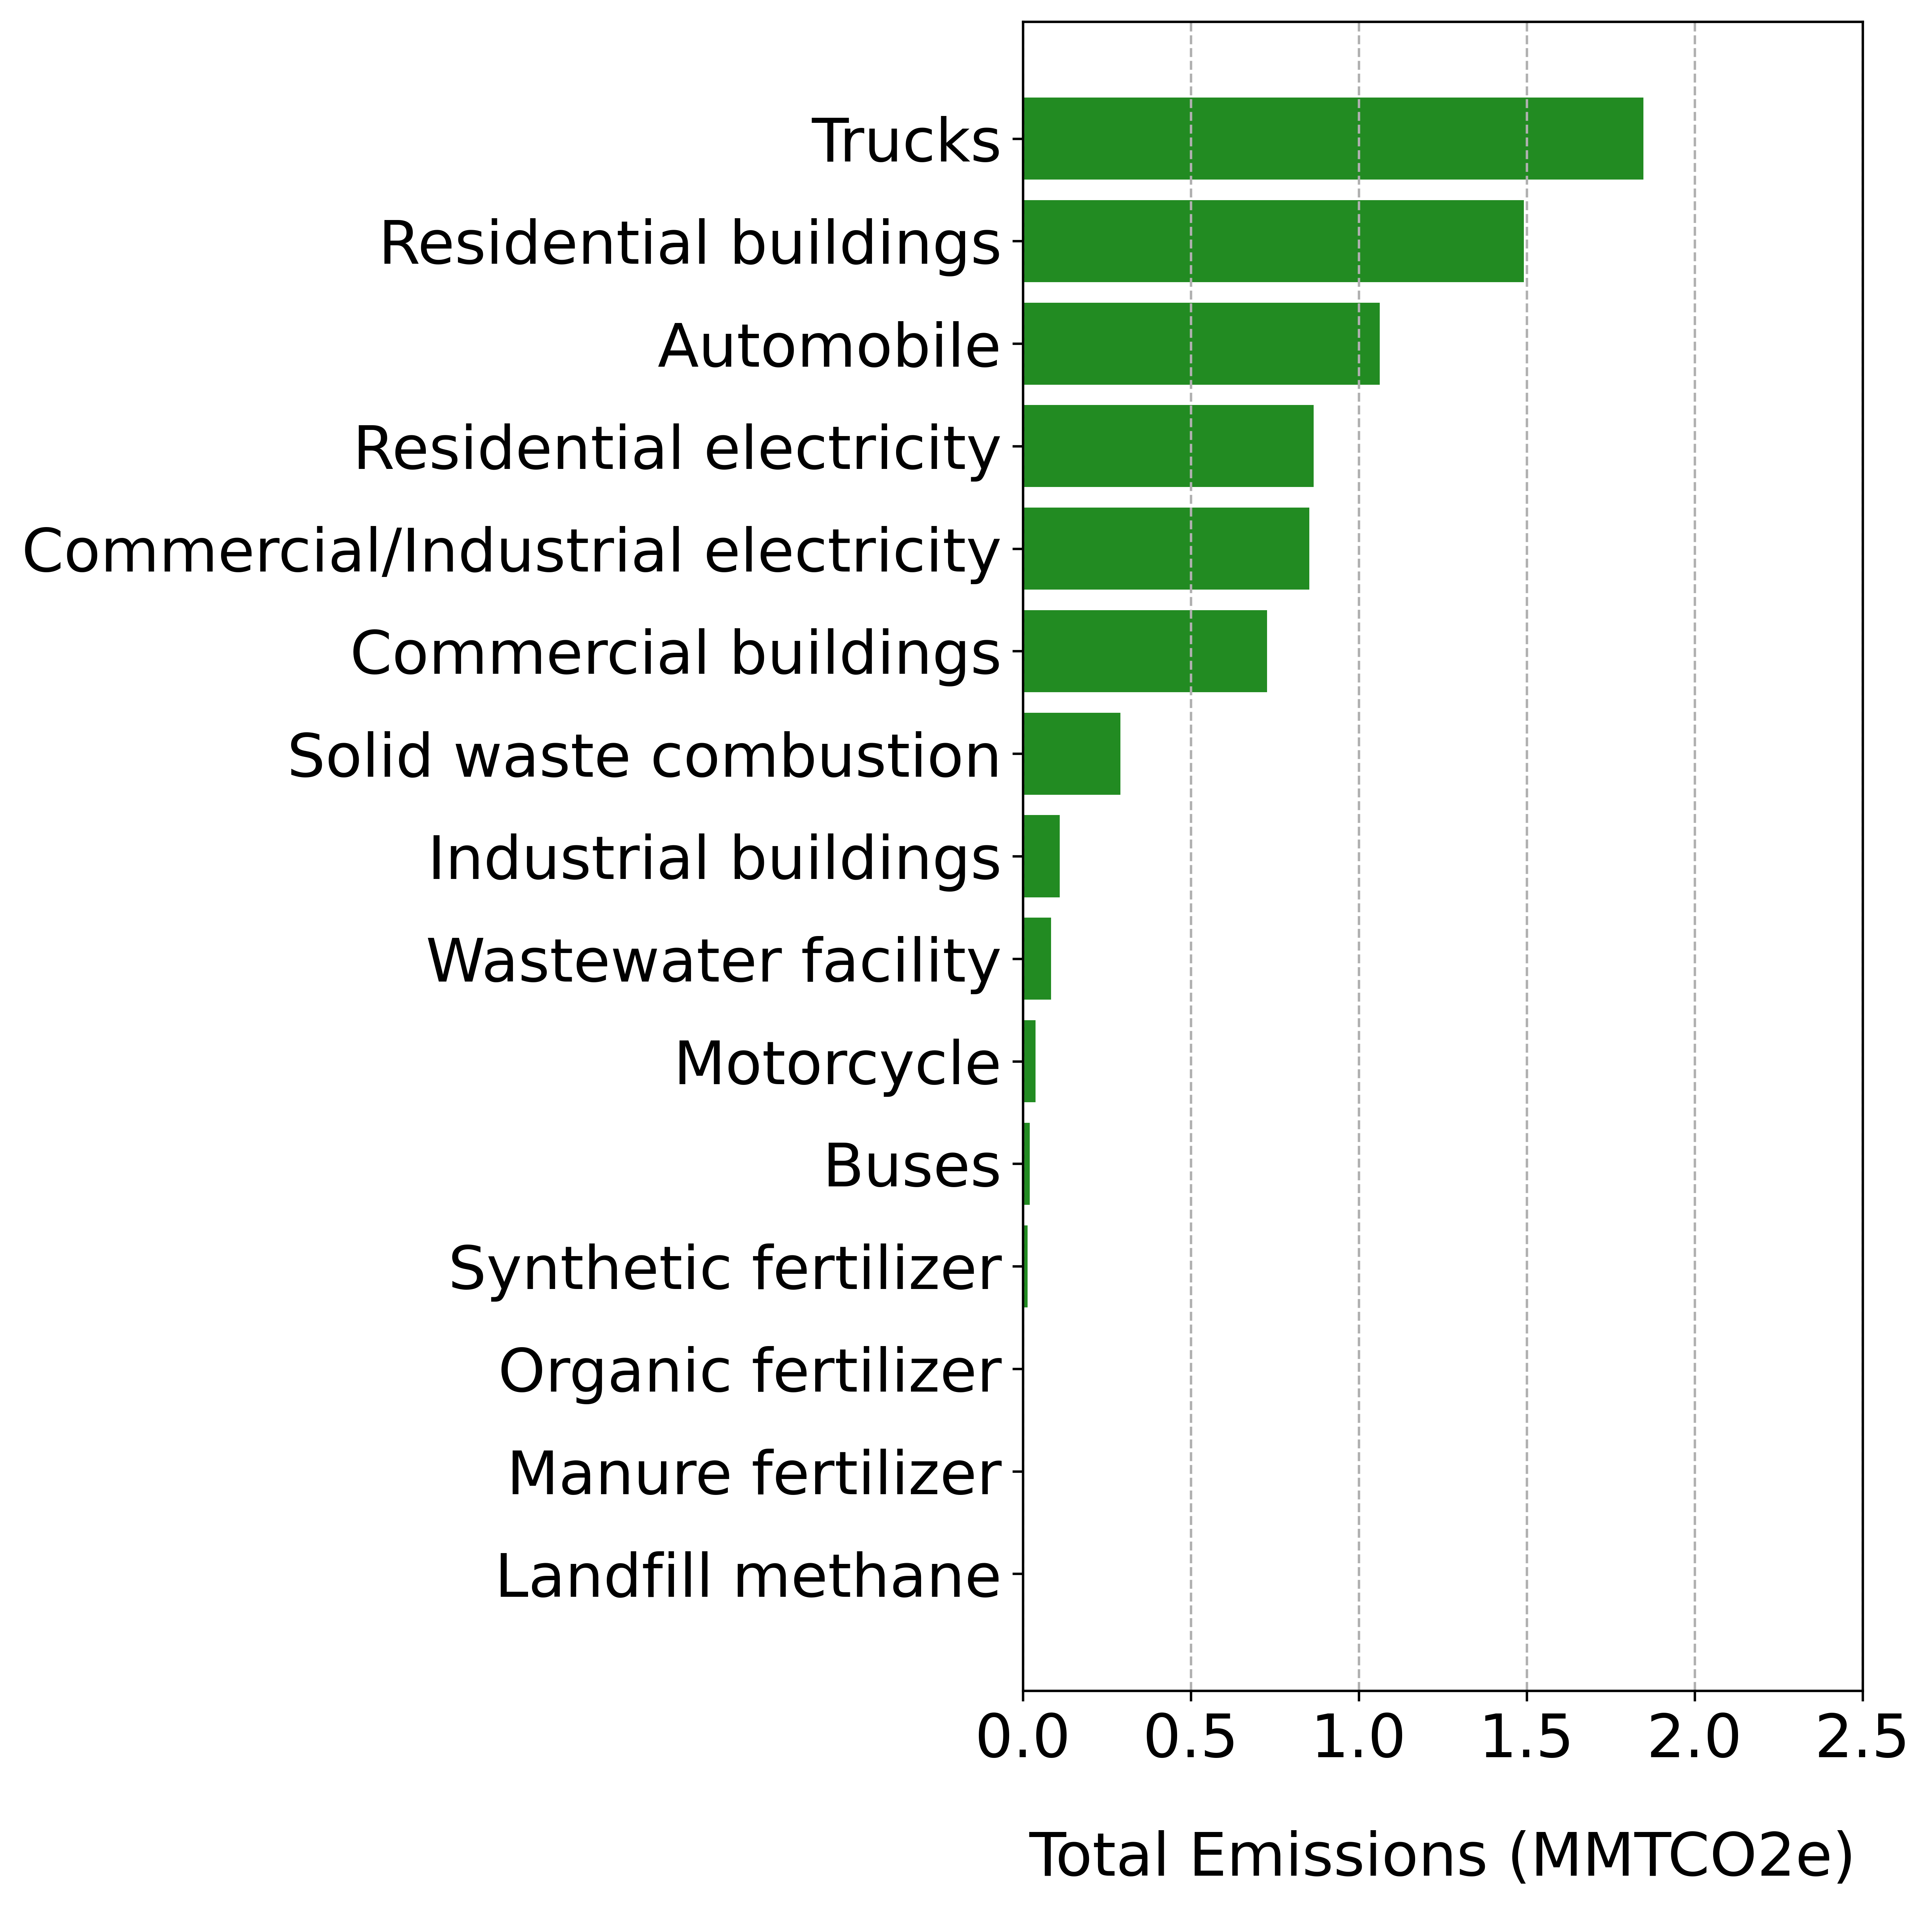 Trucks
Residential buildings
Automobile
Residential electricity
Commercial/Industrial electricity
Commercial buildings
Solid waste combustion
Industrial buildings
Wastewater facility
Motorcycle
Buses
Synthetic fertilizer
Organic fertilizer
Manure fertilizer
Landfill methane
0.0 0.5 1.0 1.5 2.0 2.5
Total Emissions (MMTCO2e)